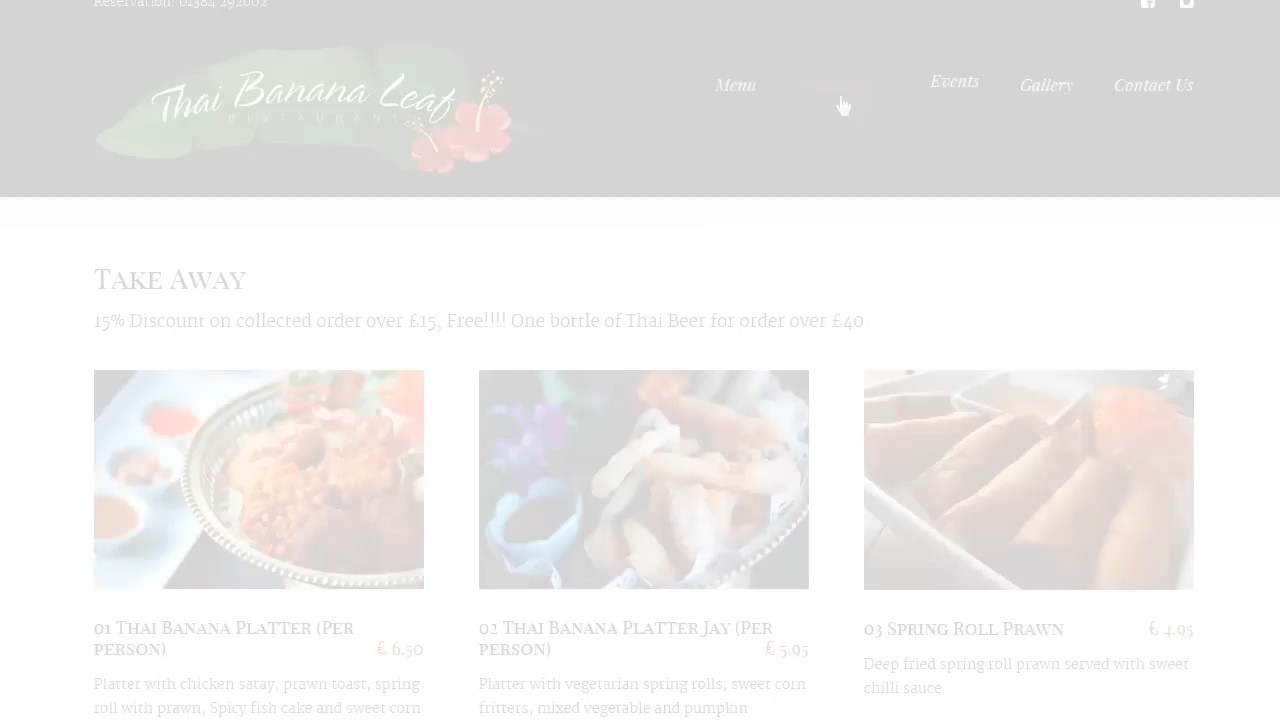 Reservation: 01384 292002
Thai Banana Leaf
RESTAURANT
Menu
Events
Gallery
Contact Us
Take Away
15% Discount on collected order over £15, Free!!!! One bottle of Thai Beer for order over £40
01 Thai Banana Platter (Per
person)
£ 6.50
Platter with chicken satay, prawn toast, spring
roll with prawn, Spicy fish cake and sweet corn
02 Thai Banana Platter Jay (Per
person)
£ 5.95
Platter with vegetarian spring rolls, sweet corn
fritters, mixed vegetable and pumpkin
03 Spring Roll Prawn
£ 4.95
Deep fried spring roll prawn served with sweet
chilli sauce